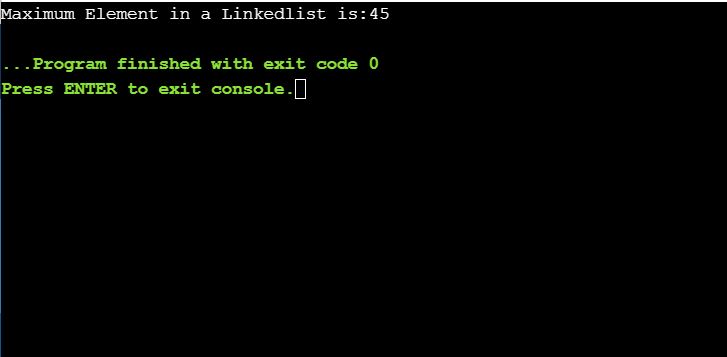 Maximum Element in a Linkedlist is:45
...Program finished with exit code 0
Press ENTER to exit console.